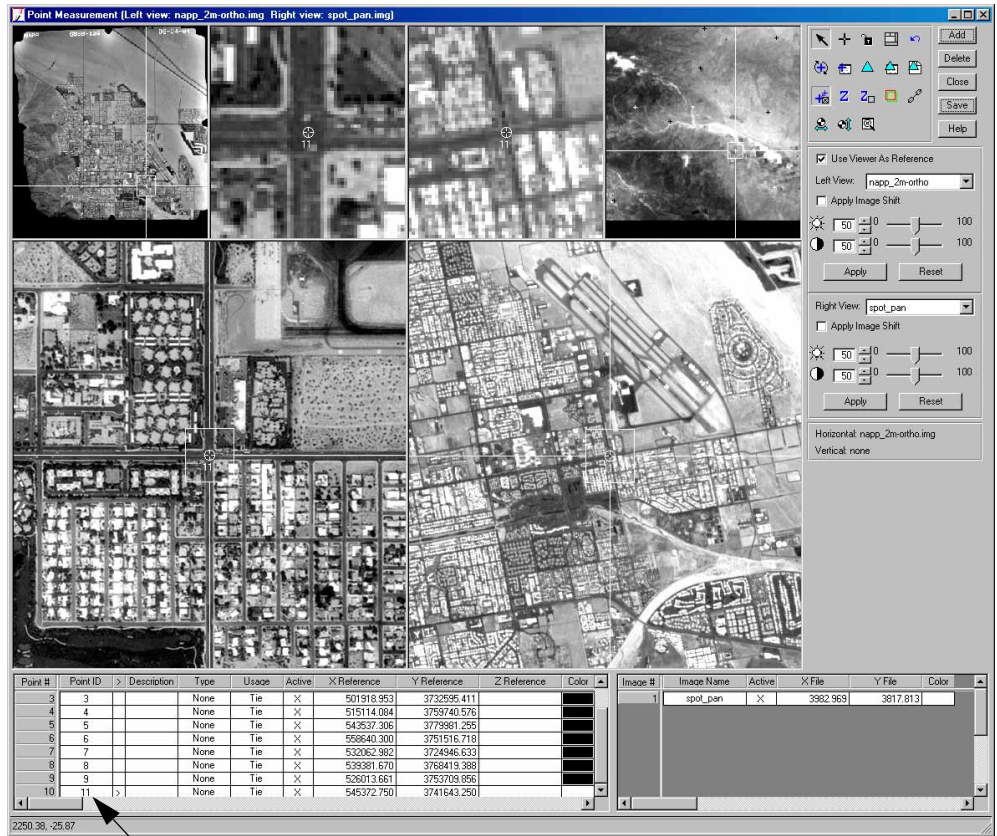 Point Measurement (Left view: napp_2m-ortho.img Right view: spot_pan.img)
11
11
11
11
Add
Delete
Close
Save
Help
Use Viewer As Reference
Left View: napp_2m-ortho
Apply Image Shift
50 0 100
50 0 100
Apply Reset
Right View: spot_pan
Apply Image Shift
50 0 100
50 0 100
Apply Reset
Horizontal: napp_2m-ortho.img
Vertical: none
Point # Point ID > Description Type Usage Active X Reference Y Reference Z Reference Color
3 3 None Tie X 501918.953 3732595.411
4 4 None Tie X 515114.084 3759740.576
5 5 None Tie X 543537.306 3779981.255
6 6 None Tie X 558640.300 3751516.718
7 7 None Tie X 532062.982 3724946.633
8 8 None Tie X 539381.670 3768419.388
9 9 None Tie X 526013.661 3753709.856
10 11 > None Tie X 545372.750 3741643.250
Image # Image Name Active X File Y File Color
1 spot_pan X 3982.969 3817.813
2250.38, -25.87